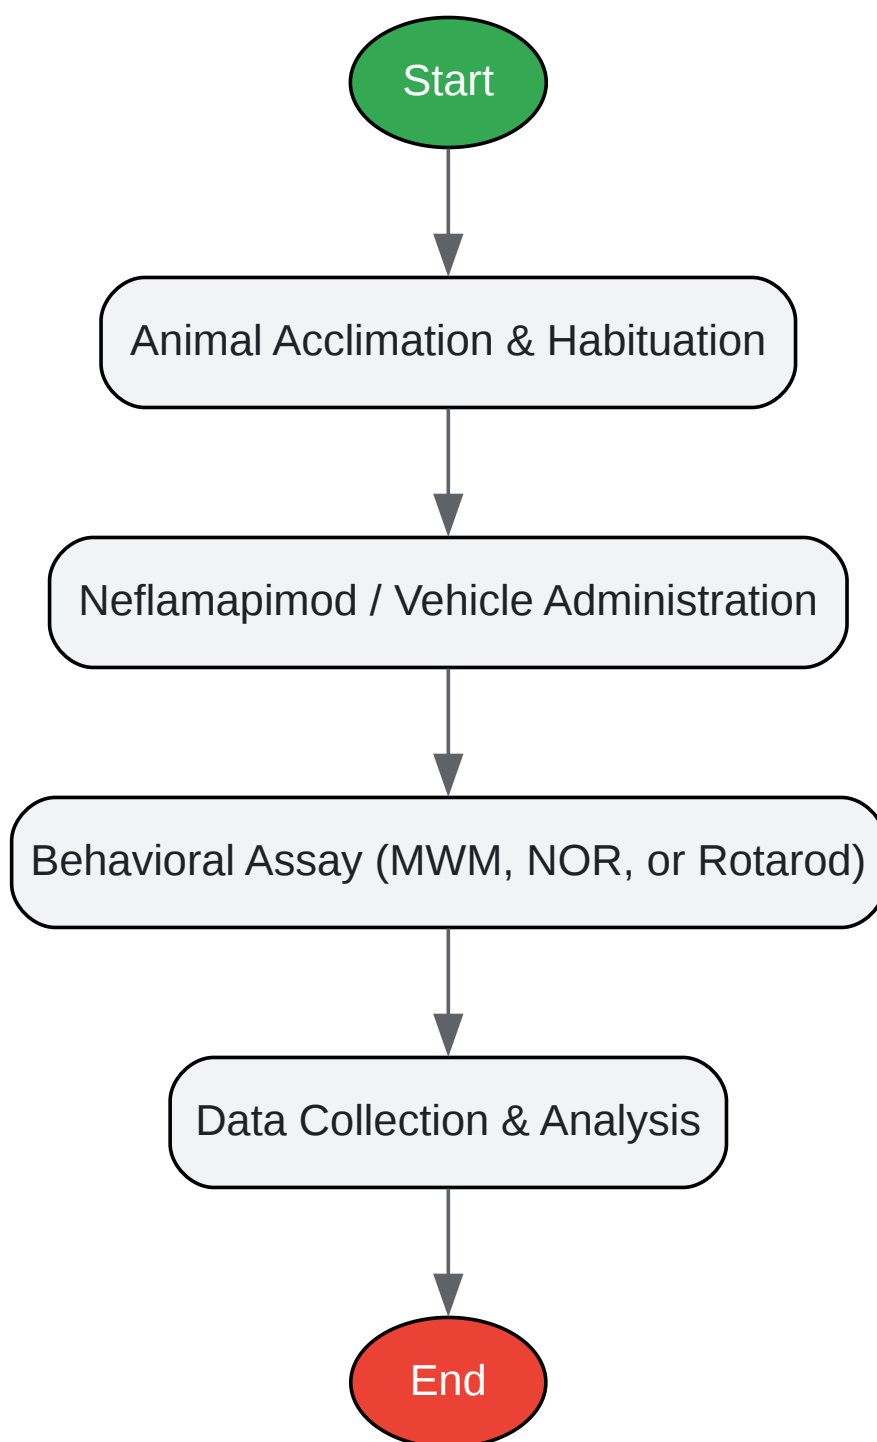 Start
Animal Acclimation & Habituation
Neflamapimod / Vehicle Administration
Behavioral Assay (MWM, NOR, or Rotarod)
Data Collection & Analysis
End